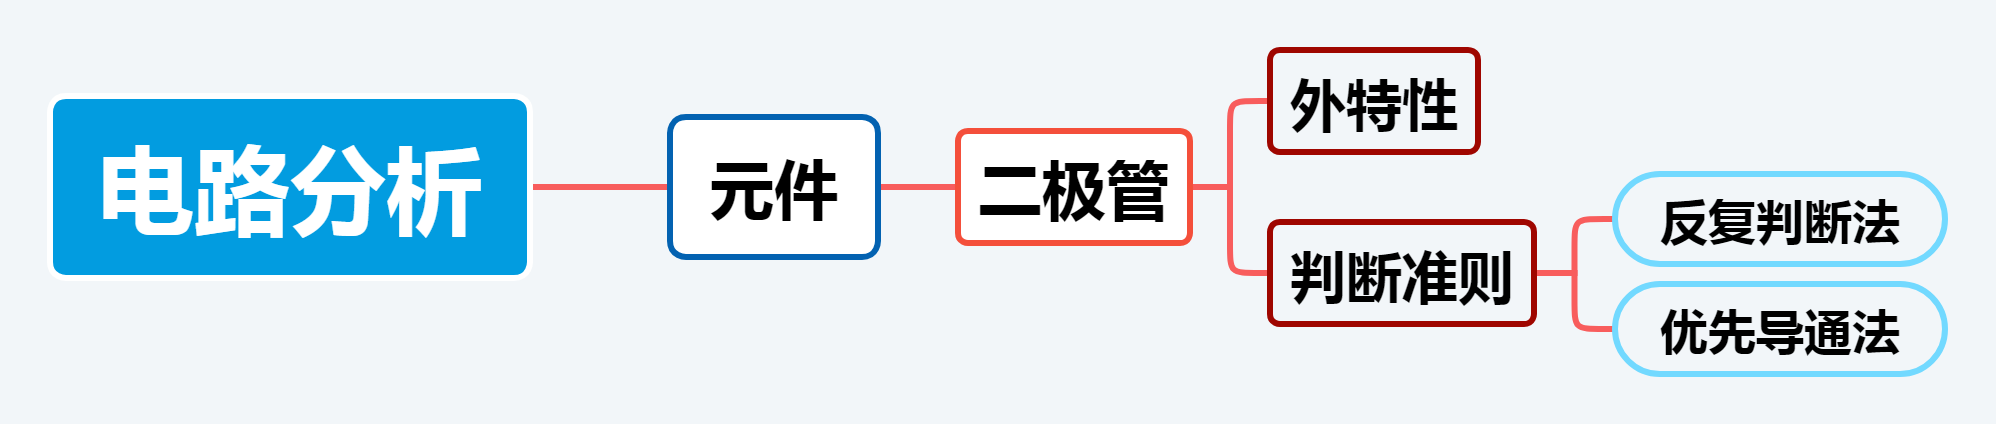 电路分析
元件
二极管
外特性
判断准则
反复判断法
优先导通法